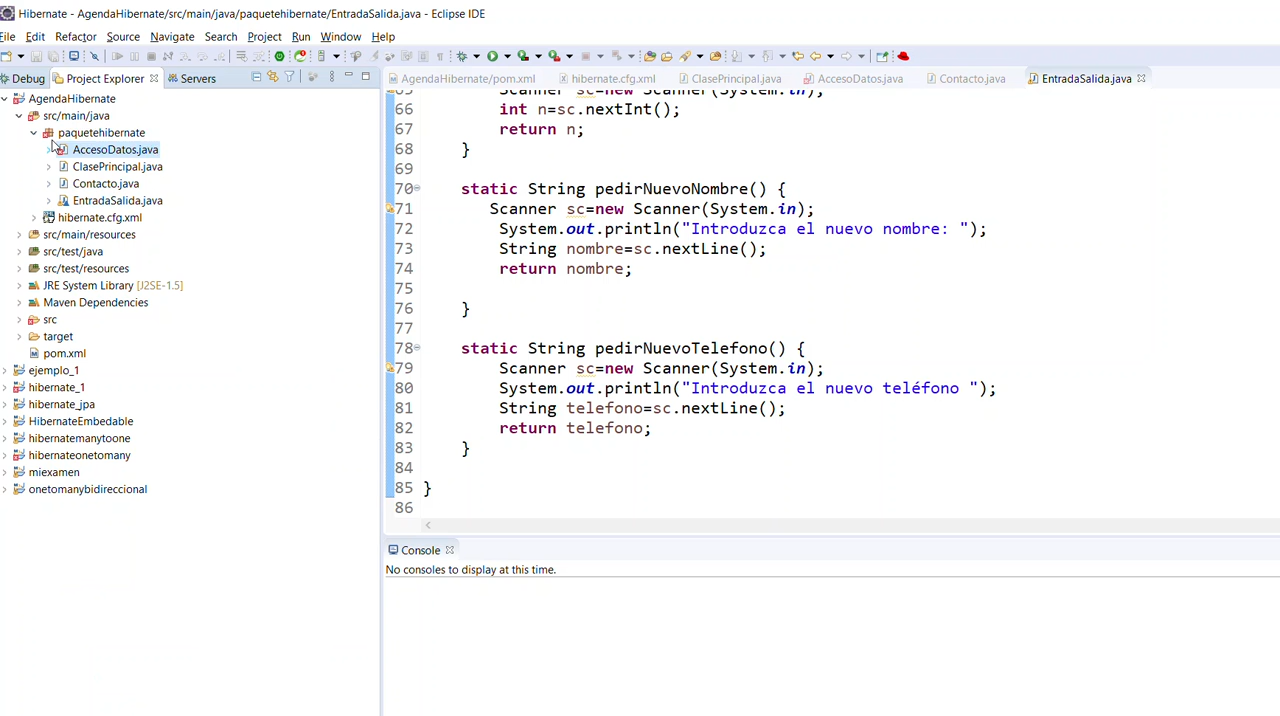 Hibernate - AgendaHibernate/src/main/java/paquetehibernate/EntradaSalida.java - Eclipse IDE
File Edit Refactor Source Navigate Search Project Run Window Help
Debug Project Explorer Servers
AgendaHibernate/pom.xml hibernate.cfg.xml ClasePrincipal.java AccesoDatos.java Contacto.java EntradaSalida.java
AgendaHibernate
src/main/java
paquetehibernate
AccesoDatos.java
ClasePrincipal.java
Contacto.java
EntradaSalida.java
hibernate.cfg.xml
src/main/resources
src/test/java
src/test/resources
JRE System Library [J2SE-1.5]
Maven Dependencies
src
target
pom.xml
ejemplo_1
hibernate_1
hibernate_jpa
HibernateEmbedable
hibernatemanytoone
hibernateonetomany
miexamen
onetomanybidireccional
65 Scanner sc=new Scanner(System.in);
66 int n=sc.nextInt();
67 return n;
68 }
69
70 static String pedirNuevoNombre() {
71 Scanner sc=new Scanner(System.in);
72 System.out.println("Introduzca el nuevo nombre: ");
73 String nombre=sc.nextLine();
74 return nombre;
75
76 }
77
78 static String pedirNuevoTelefono() {
79 Scanner sc=new Scanner(System.in);
80 System.out.println("Introduzca el nuevo teléfono ");
81 String telefono=sc.nextLine();
82 return telefono;
83 }
84
85 }
86
Console
No consoles to display at this time.